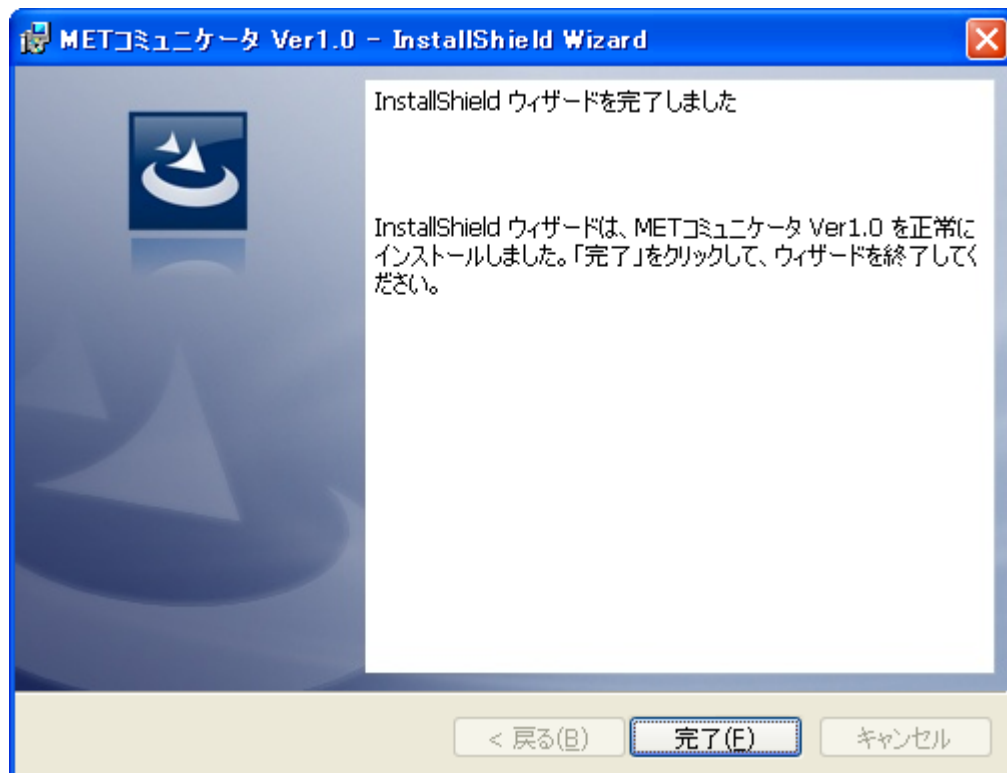 METコミュニケータ Ver1.0 - InstallShield Wizard
InstallShield ウィザードを完了しました
InstallShield ウィザードは、METコミュニケータ Ver1.0 を正常に
インストールしました。「完了」をクリックして、ウィザードを終了してく
ださい。
< 戻る(B)
完了(F)
キャンセル